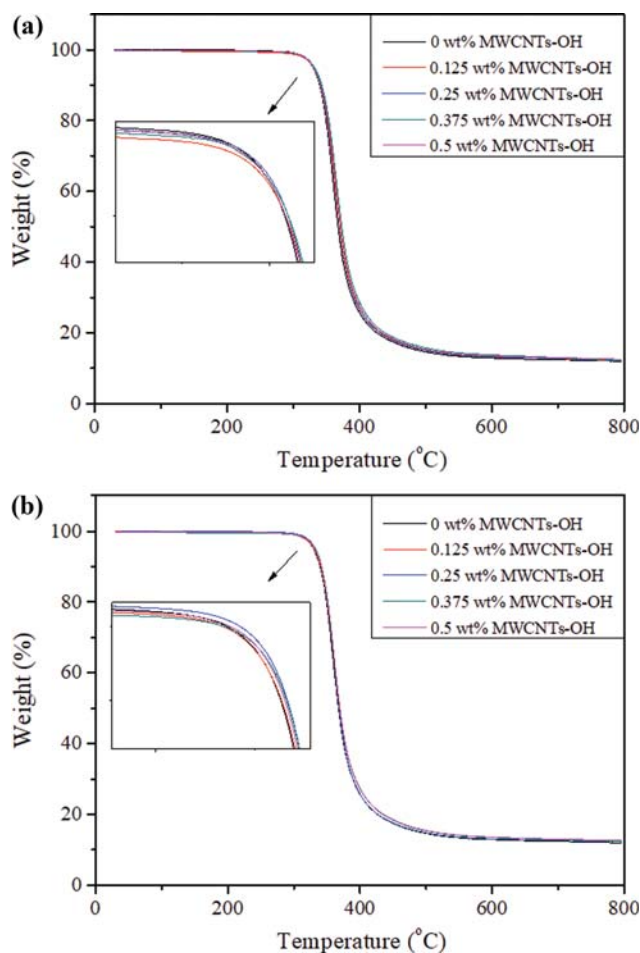 (a)
100
80
60
40
20
0
Weight (%)
0 wt% MWCNTs-OH
0.125 wt% MWCNTs-OH
0.25 wt% MWCNTs-OH
0.375 wt% MWCNTs-OH
0.5 wt% MWCNTs-OH
0 200 400 600 800
Temperature (°C)
(b)
100
80
60
40
20
0
Weight (%)
0 wt% MWCNTs-OH
0.125 wt% MWCNTs-OH
0.25 wt% MWCNTs-OH
0.375 wt% MWCNTs-OH
0.5 wt% MWCNTs-OH
0 200 400 600 800
Temperature (°C)